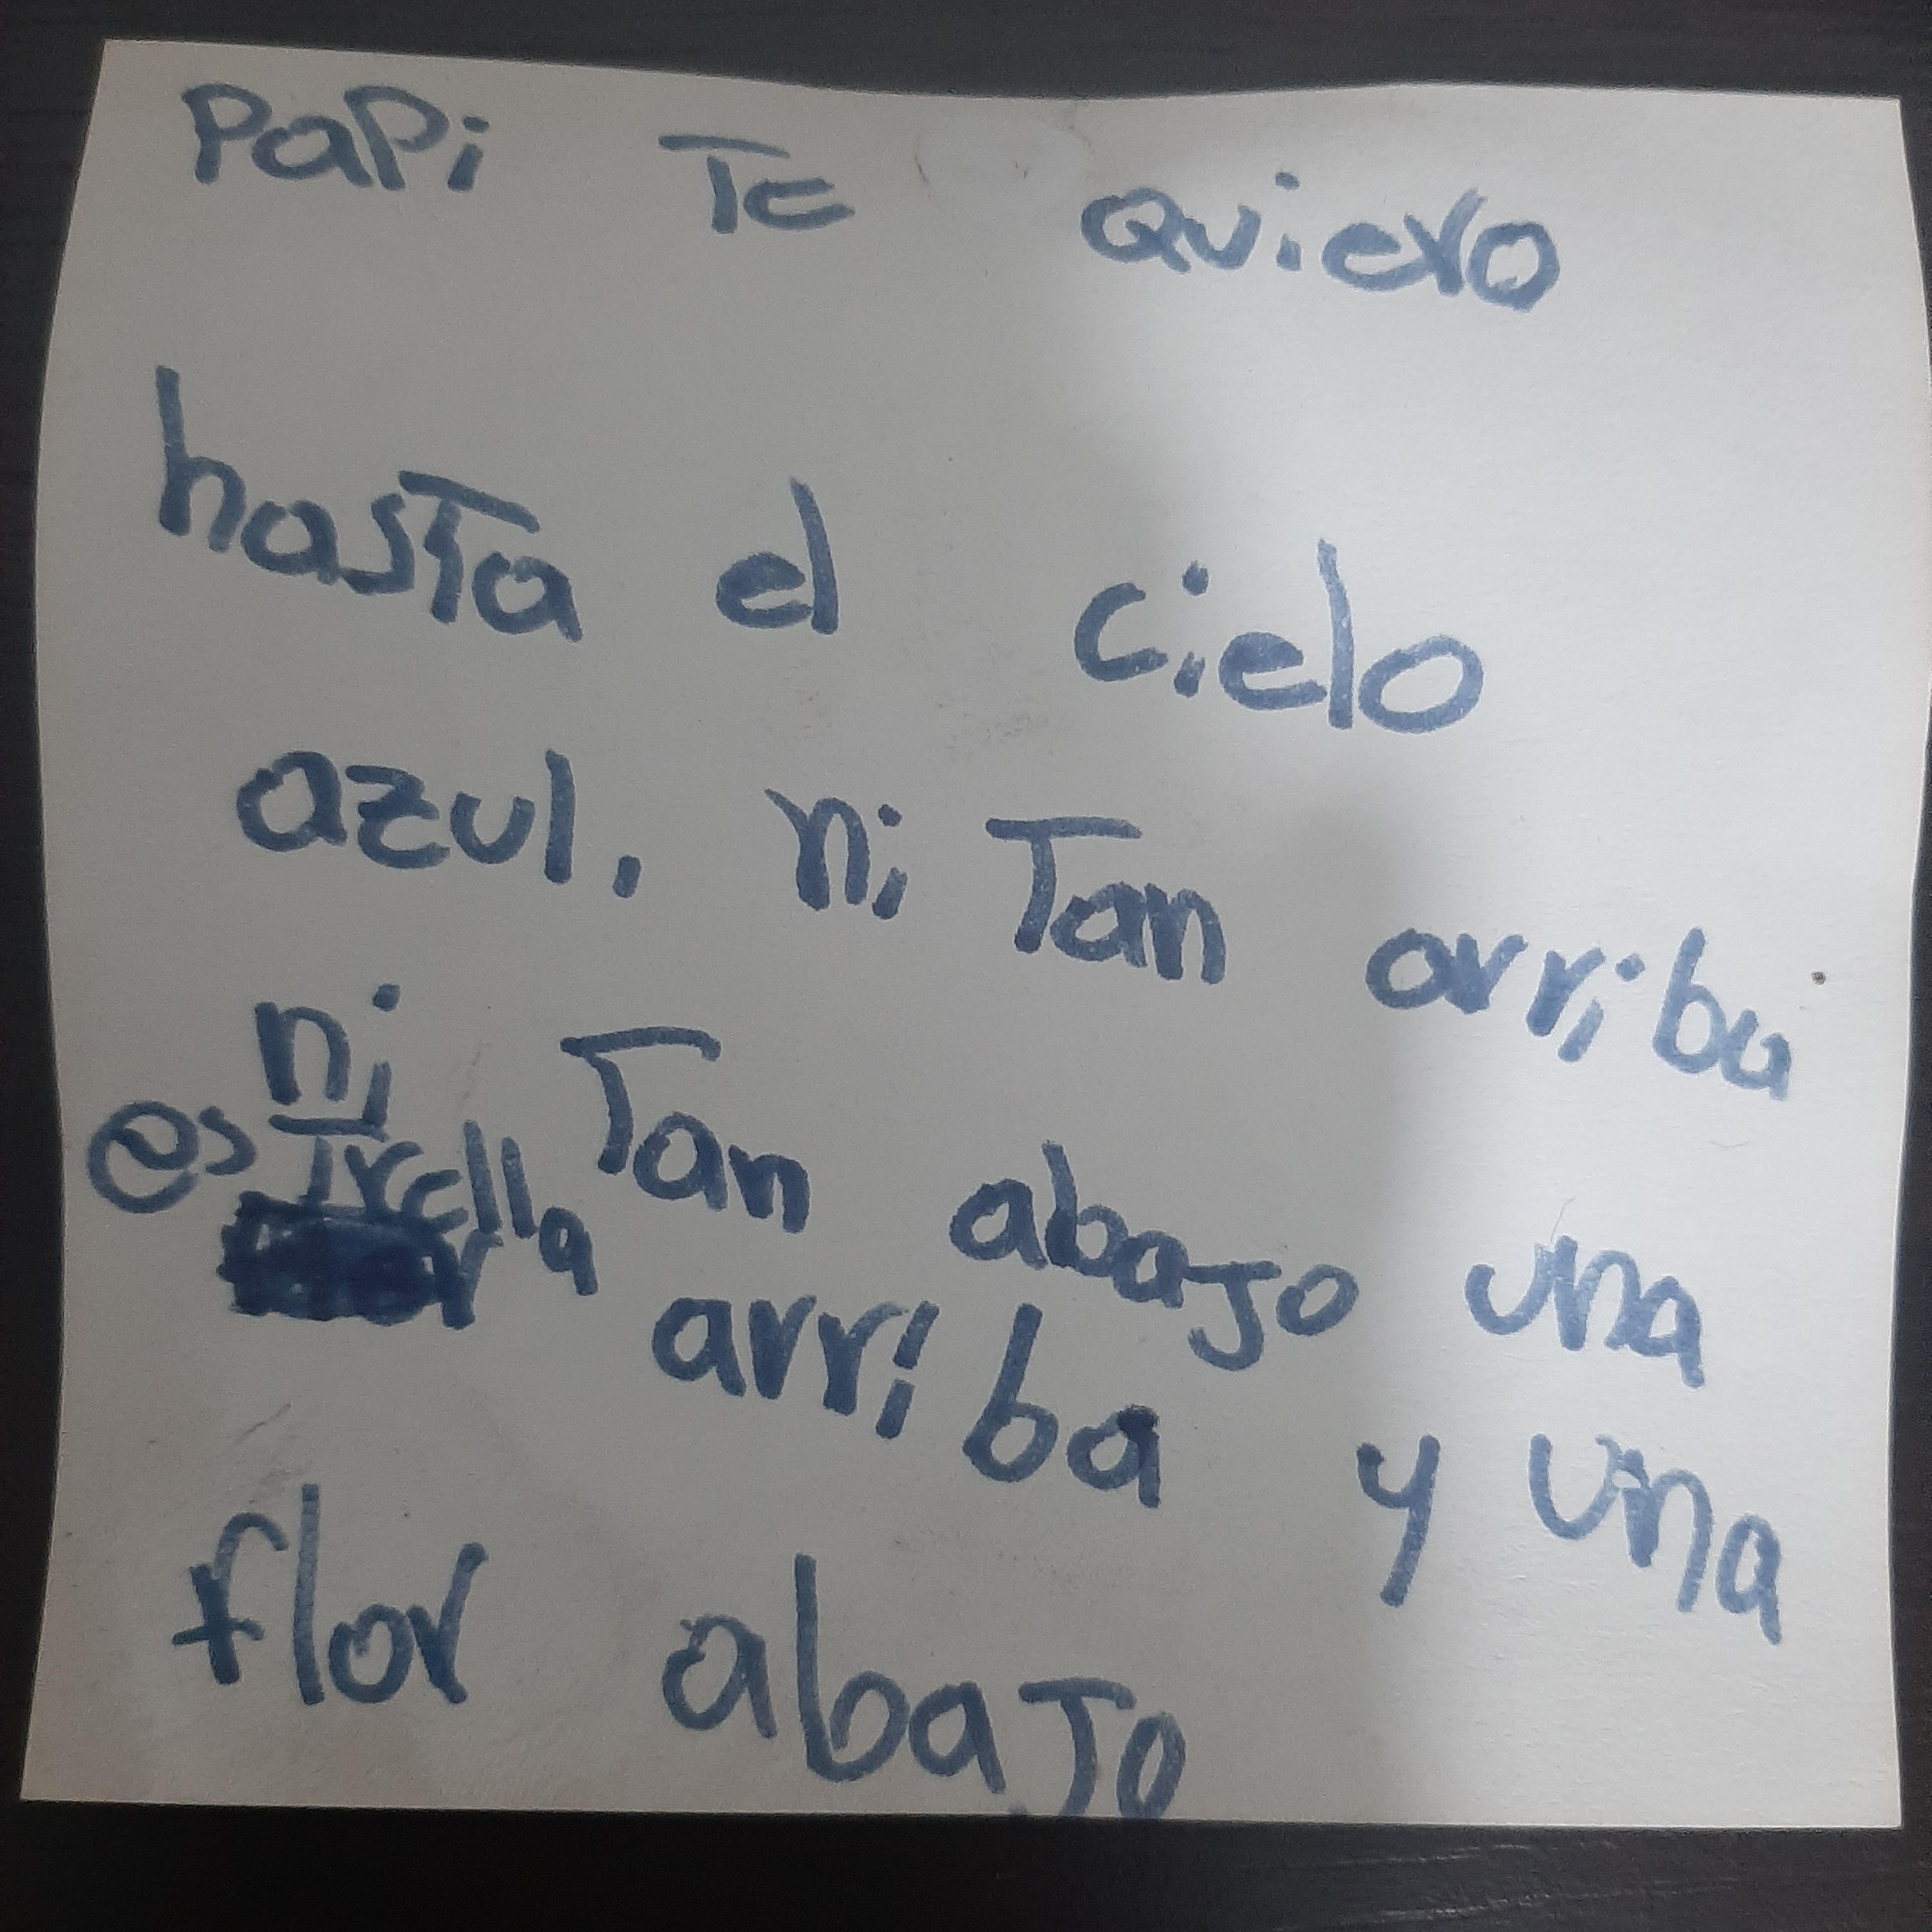 PaPi Te quiero
hasTa el cielo
azul, ni Tan arriba
ni Tan abaJo una
esTrella arriba y una
flor abaJo